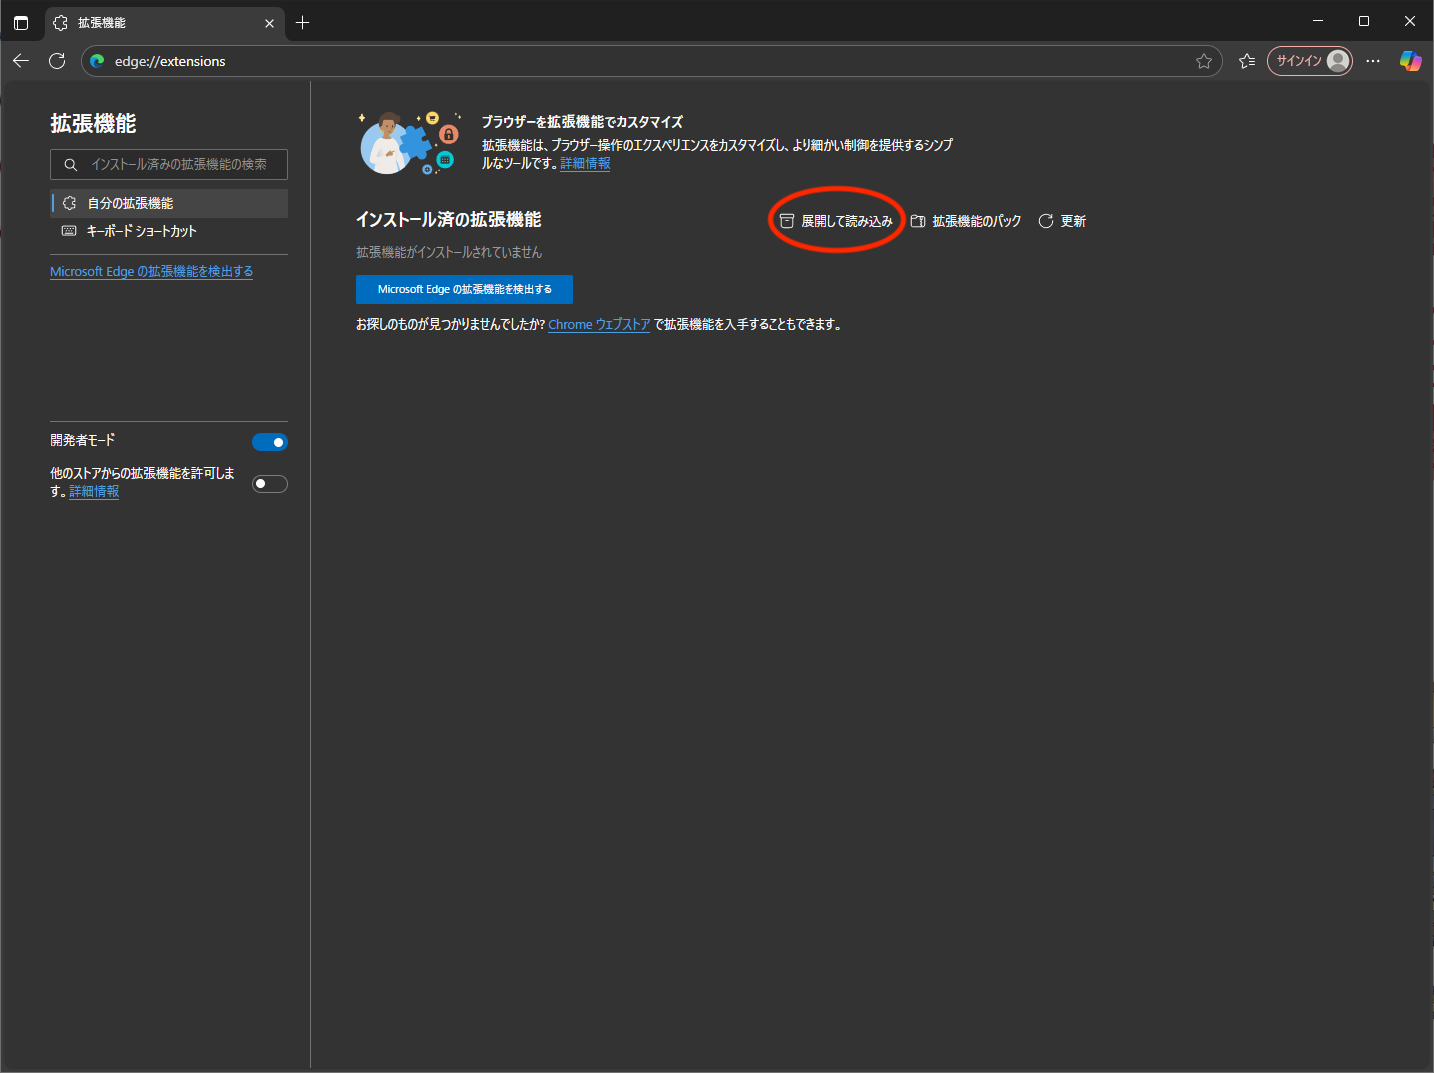 拡張機能
edge://extensions
サインイン
拡張機能
インストール済みの拡張機能の検索
自分の拡張機能
キーボード ショートカット
Microsoft Edge の拡張機能を検出する
開発者モード
他のストアからの拡張機能を許可しま
す。詳細情報
ブラウザーを拡張機能でカスタマイズ
拡張機能は、ブラウザー操作のエクスペリエンスをカスタマイズし、より細かい制御を提供するシンプ
ルなツールです。詳細情報
インストール済の拡張機能
展開して読み込み
拡張機能のパック
更新
拡張機能がインストールされていません
Microsoft Edge の拡張機能を検出する
お探しのものが見つかりませんでしたか? Chrome ウェブストア で拡張機能を入手することもできます。